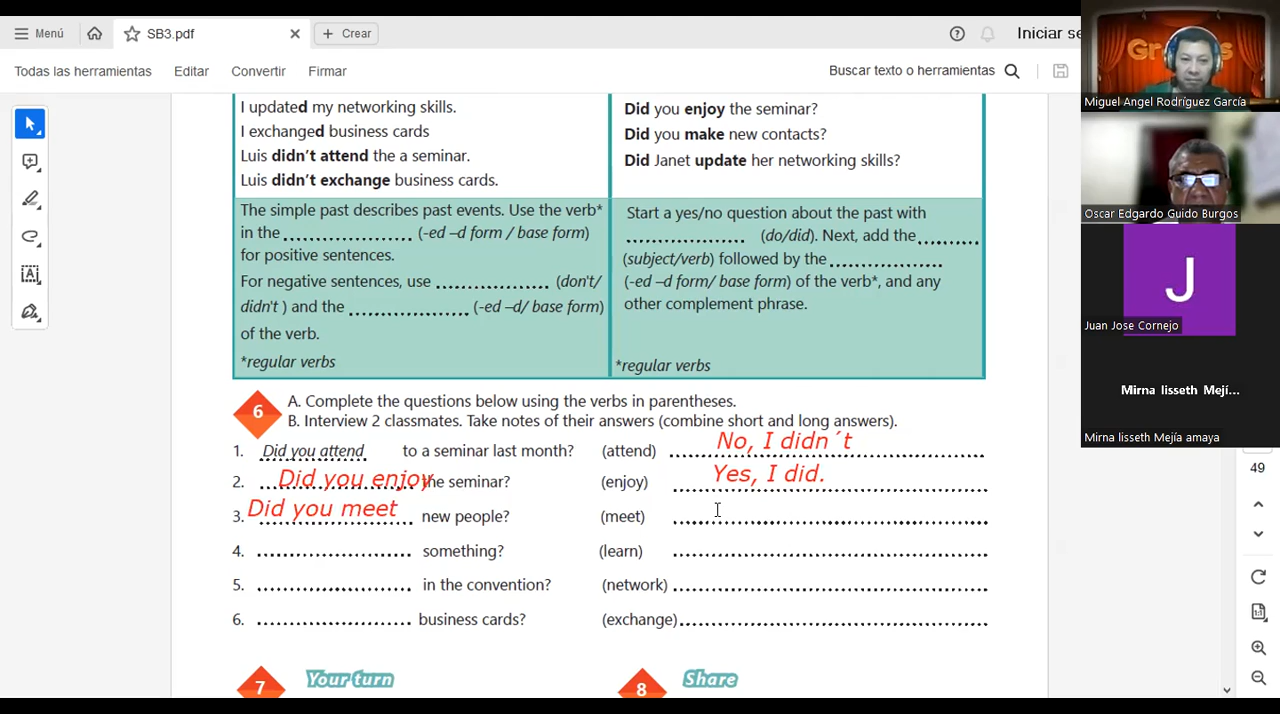 Menú
SB3.pdf
Crear
Iniciar se
Todas las herramientas
Editar
Convertir
Firmar
Buscar texto o herramientas
I updated my networking skills.
I exchanged business cards
Luis didn't attend the a seminar.
Luis didn't exchange business cards.
Did you enjoy the seminar?
Did you make new contacts?
Did Janet update her networking skills?
The simple past describes past events. Use the verb*
in the ........................ (-ed –d form / base form)
for positive sentences.
For negative sentences, use ..................... (don't/
didn't ) and the ...................... (-ed –d/ base form)
of the verb.
*regular verbs
Start a yes/no question about the past with
...................... (do/did). Next, add the ...........
(subject/verb) followed by the .....................
(-ed –d form/ base form) of the verb*, and any
other complement phrase.
*regular verbs
6
A. Complete the questions below using the verbs in parentheses.
B. Interview 2 classmates. Take notes of their answers (combine short and long answers).
1. Did you attend to a seminar last month? (attend) No, I didn´t
2. Did you enjoy the seminar? (enjoy) Yes, I did.
3. Did you meet new people? (meet)
4. something? (learn)
5. in the convention? (network)
6. business cards? (exchange)
7 Your turn
8 Share
Miguel Angel Rodríguez García
Oscar Edgardo Guido Burgos
J
Juan Jose Cornejo
Mirna lisseth Mejí...
Mirna lisseth Mejía amaya
49
1:1